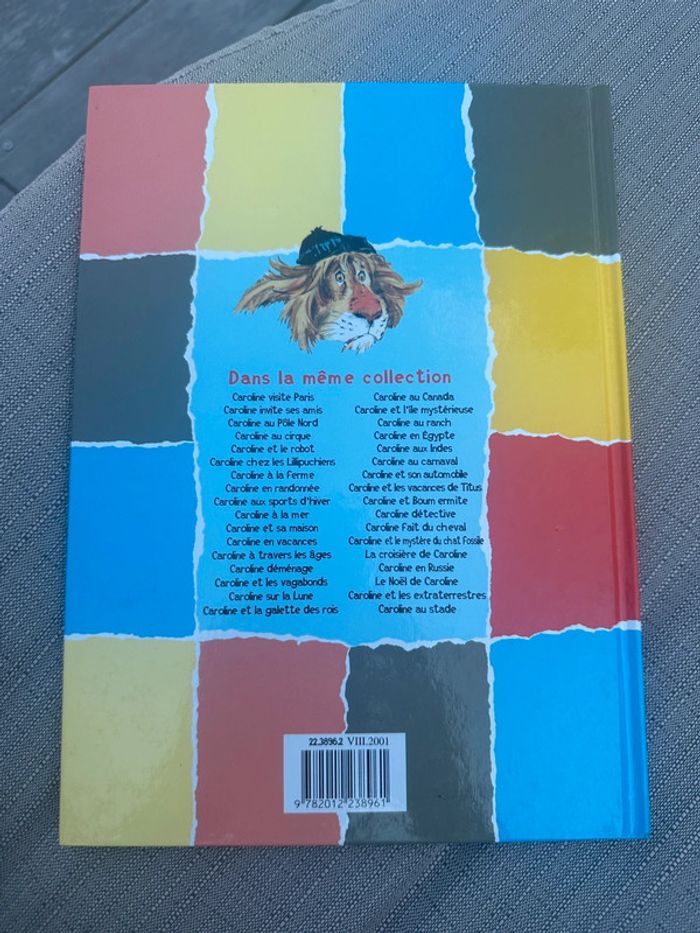 Dans la même collection
Caroline visite Paris
Caroline invite ses amis
Caroline au Pôle Nord
Caroline au cirque
Caroline et le robot
Caroline chez les Lillipuchiens
Caroline à la ferme
Caroline en randonnée
Caroline aux sports d'hiver
Caroline à la mer
Caroline et sa maison
Caroline en vacances
Caroline à travers les âges
Caroline déménage
Caroline et les vagabonds
Caroline sur la Lune
Caroline et la galette des rois
Caroline au Canada
Caroline et l'île mystérieuse
Caroline au ranch
Caroline en Égypte
Caroline aux Indes
Caroline au carnaval
Caroline et son automobile
Caroline et les vacances de Titus
Caroline et Boum ermite
Caroline détective
Caroline fait du cheval
Caroline et le mystère du chat fossile
La croisière de Caroline
Caroline en Russie
Le Noël de Caroline
Caroline et les extraterrestres
Caroline au stade
22.3896.2 VIII.2001
9 782012 238961